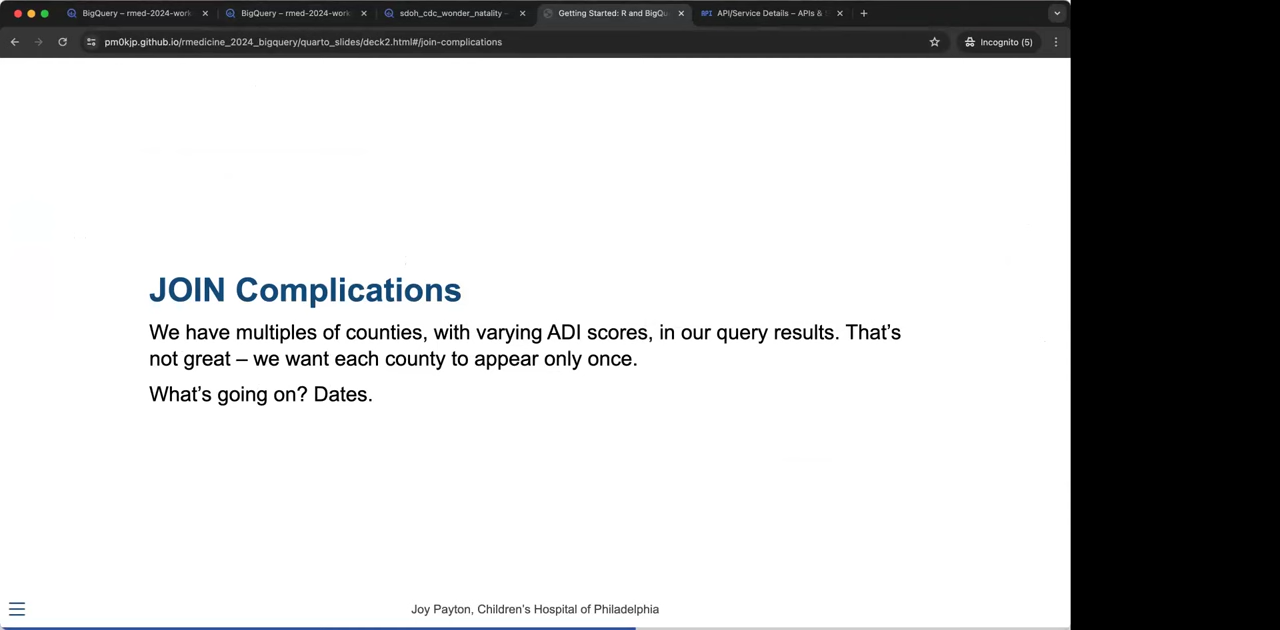 BigQuery – rmed-2024-work
BigQuery – rmed-2024-work
sdoh_cdc_wonder_natality –
Getting Started: R and BigQu
API API/Service Details – APIs &
pm0kjp.github.io/rmedicine_2024_bigquery/quarto_slides/deck2.html#/join-complications
Incognito (5)
JOIN Complications
We have multiples of counties, with varying ADI scores, in our query results. That’s
not great – we want each county to appear only once.
What’s going on? Dates.
Joy Payton, Children’s Hospital of Philadelphia